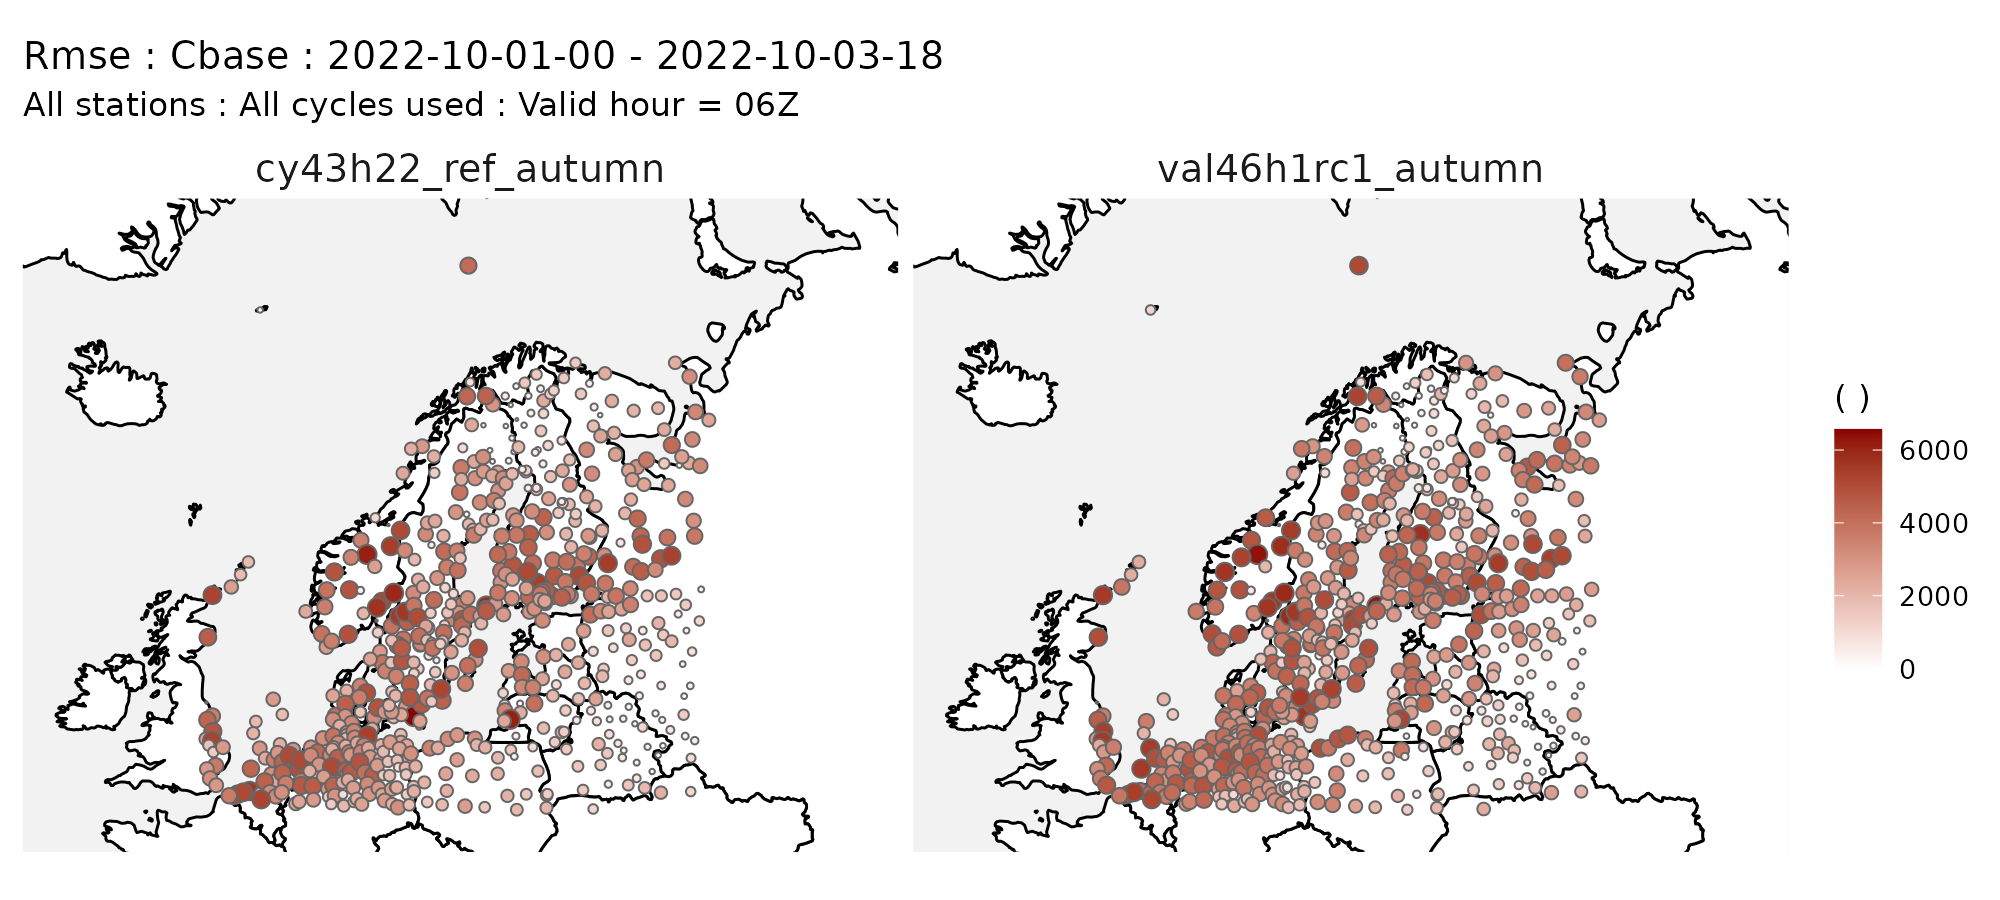 Rmse : Cbase : 2022-10-01-00 - 2022-10-03-18
All stations : All cycles used : Valid hour = 06Z
cy43h22_ref_autumn
val46h1rc1_autumn
( )
6000
4000
2000
0